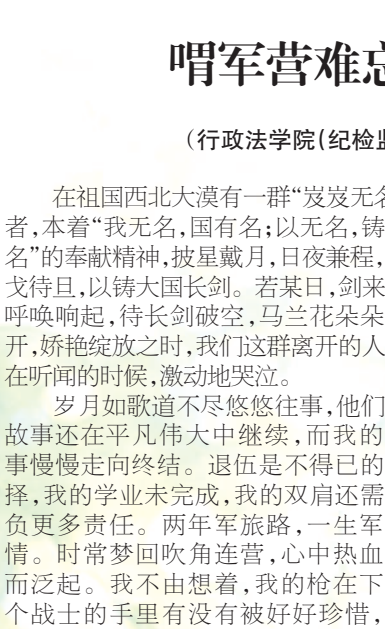 喟军营难忘
（行政法学院(纪检监
在祖国西北大漠有一群“岌岌无名
者,本着“我无名,国有名;以无名,铸
名”的奉献精神,披星戴月,日夜兼程,
戈待旦,以铸大国长剑。若某日,剑来
呼唤响起,待长剑破空,马兰花朵朵
开,娇艳绽放之时,我们这群离开的人
在听闻的时候,激动地哭泣。
岁月如歌道不尽悠悠往事,他们
故事还在平凡伟大中继续,而我的
事慢慢走向终结。退伍是不得已的
择,我的学业未完成,我的双肩还需
负更多责任。两年军旅路,一生军
情。时常梦回吹角连营,心中热血
而泛起。我不由想着,我的枪在下
个战士的手里有没有被好好珍惜,